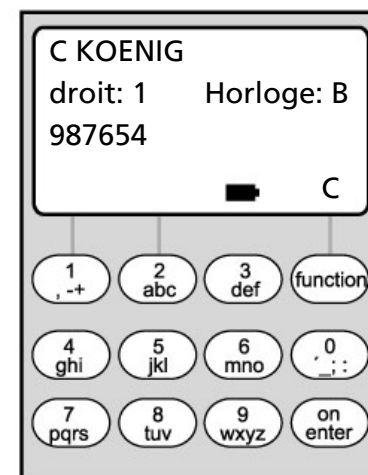 C KOENIG
droit: 1 Horloge: B
987654
C
1 2 3 function
, -+ abc def
4 5 6 0
ghi jkl mno ´_; :
7 8 9 on
pqrs tuv wxyz enter